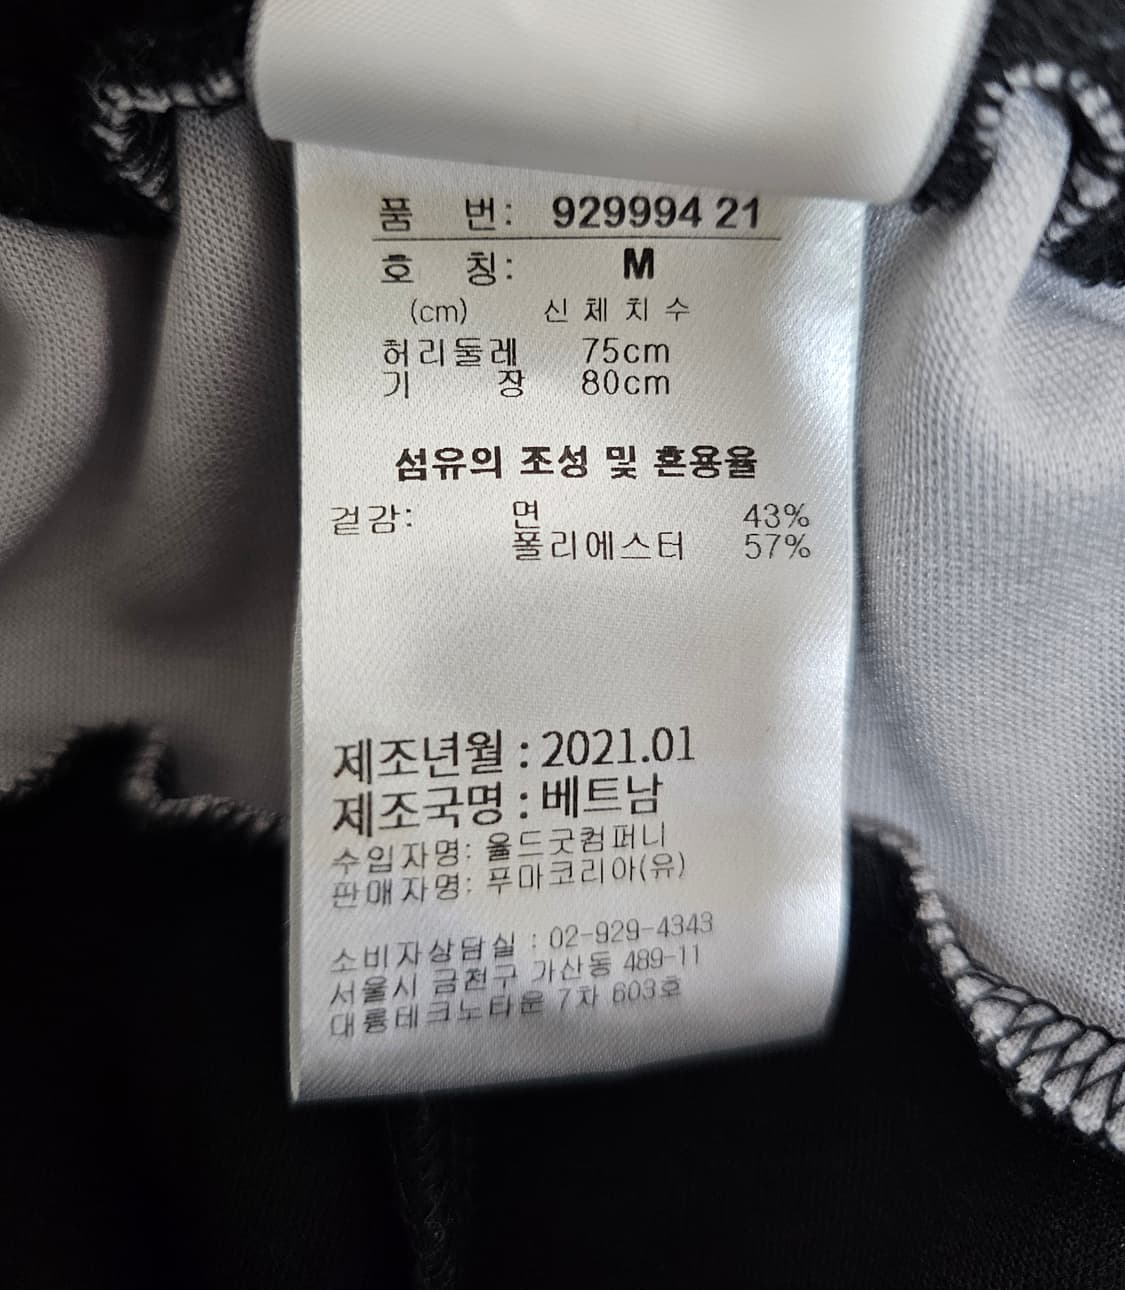 품 번: 929994 21
호 칭: M
(cm) 신 체 치 수
허리둘레 75cm
기 장 80cm
섬유의 조성 및 혼용율
겉감: 면 43%
폴리에스터 57%
제조년월 : 2021.01
제조국명 : 베트남
수입자명: 월드굿컴퍼니
판매자명: 푸마코리아(유)
소비자상담실 : 02-929-4343
서울시 금천구 가산동 489-11
대륭테크노타운 7차 603호